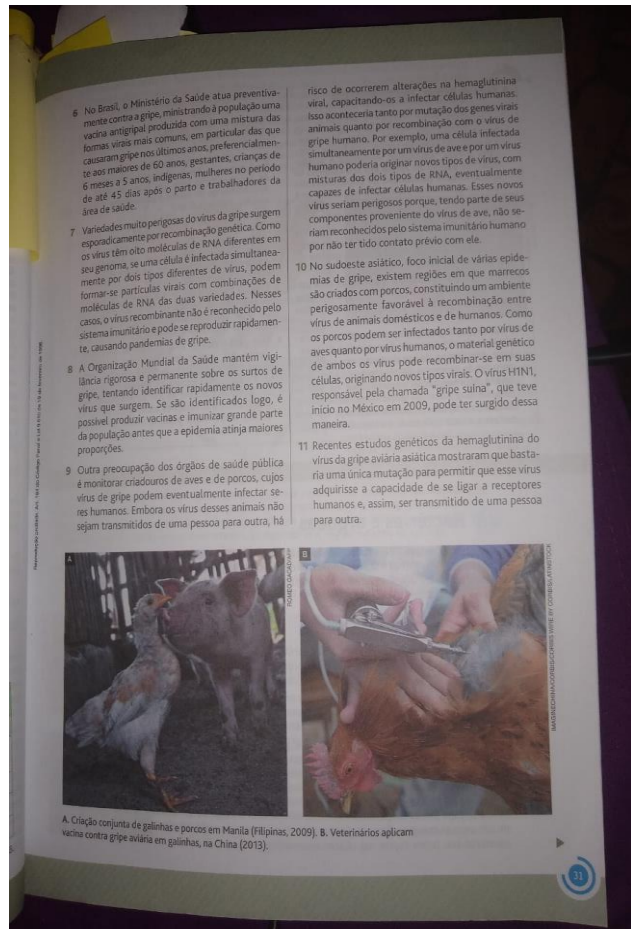 6 No Brasil, o Ministério da Saúde atua preventiva-
mente contra a gripe, ministrando à população uma
vacina antigripal produzida com uma mistura das
formas virais mais comuns, em particular das que
causaram gripe nos últimos anos, preferencialmen-
te aos maiores de 60 anos, gestantes, crianças de
6 meses a 5 anos, indígenas, mulheres no período
de até 45 dias após o parto e trabalhadores da
área de saúde.
7 Variedades muito perigosas do vírus da gripe surgem
esporadicamente por recombinação genética. Como
os vírus têm oito moléculas de RNA diferentes em
seu genoma, se uma célula é infectada simultanea-
mente por dois tipos diferentes de vírus, podem
formar-se partículas virais com combinações de
moléculas de RNA das duas variedades. Nesses
casos, o vírus recombinante não é reconhecido pelo
sistema imunitário e pode se reproduzir rapidamen-
te, causando pandemias de gripe.
8 A Organização Mundial da Saúde mantém vigi-
lância rigorosa e permanente sobre os surtos de
gripe, tentando identificar rapidamente os novos
vírus que surgem. Se são identificados logo, é
possível produzir vacinas e imunizar grande parte
da população antes que a epidemia atinja maiores
proporções.
9 Outra preocupação dos órgãos de saúde pública
é monitorar criadouros de aves e de porcos, cujos
vírus de gripe podem eventualmente infectar se-
res humanos. Embora os vírus desses animais não
sejam transmitidos de uma pessoa para outra, há
risco de ocorrerem alterações na hemaglutinina
viral, capacitando-os a infectar células humanas.
Isso aconteceria tanto por mutação dos genes virais
animais quanto por recombinação com o vírus de
gripe humano. Por exemplo, uma célula infectada
simultaneamente por um vírus de ave e por um vírus
humano poderia originar novos tipos de vírus, com
misturas dos dois tipos de RNA, eventualmente
capazes de infectar células humanas. Esses novos
vírus seriam perigosos porque, tendo parte de seus
componentes proveniente do vírus de ave, não se-
riam reconhecidos pelo sistema imunitário humano
por não ter tido contato prévio com ele.
10 No sudoeste asiático, foco inicial de várias epide-
mias de gripe, existem regiões em que marrecos
são criados com porcos, constituindo um ambiente
perigosamente favorável à recombinação entre
vírus de animais domésticos e de humanos. Como
os porcos podem ser infectados tanto por vírus de
aves quanto por vírus humanos, o material genético
de ambos os vírus pode recombinar-se em suas
células, originando novos tipos virais. O vírus H1N1,
responsável pela chamada "gripe suína", que teve
início no México em 2009, pode ter surgido dessa
maneira.
11 Recentes estudos genéticos da hemaglutinina do
vírus da gripe aviária asiática mostraram que basta-
ria uma única mutação para permitir que esse vírus
adquirisse a capacidade de se ligar a receptores
humanos e, assim, ser transmitido de uma pessoa
para outra.
A
B
A. Criação conjunta de galinhas e porcos em Manila (Filipinas, 2009). B. Veterinários aplicam
vacina contra gripe aviária em galinhas, na China (2013).
31